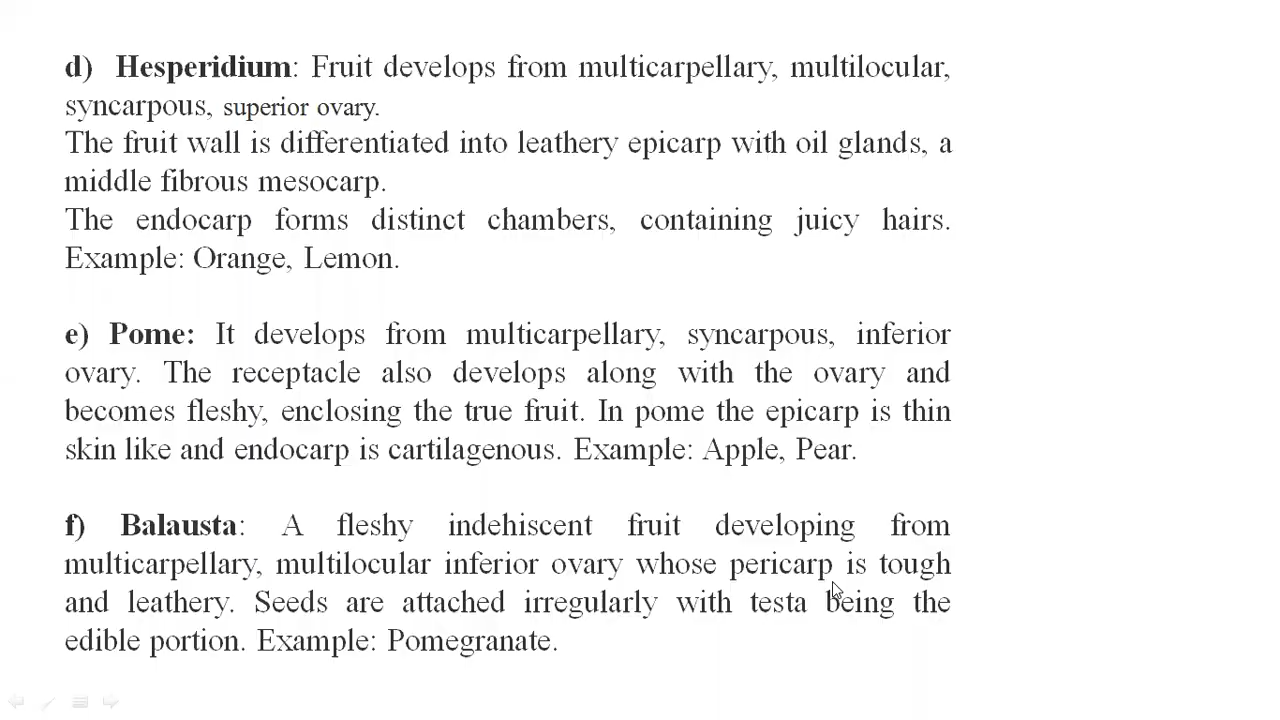 d) Hesperidium: Fruit develops from multicarpellary, multilocular,
syncarpous, superior ovary.
The fruit wall is differentiated into leathery epicarp with oil glands, a
middle fibrous mesocarp.
The endocarp forms distinct chambers, containing juicy hairs.
Example: Orange, Lemon.
e) Pome: It develops from multicarpellary, syncarpous, inferior
ovary. The receptacle also develops along with the ovary and
becomes fleshy, enclosing the true fruit. In pome the epicarp is thin
skin like and endocarp is cartilagenous. Example: Apple, Pear.
f) Balausta: A fleshy indehiscent fruit developing from
multicarpellary, multilocular inferior ovary whose pericarp is tough
and leathery. Seeds are attached irregularly with testa being the
edible portion. Example: Pomegranate.